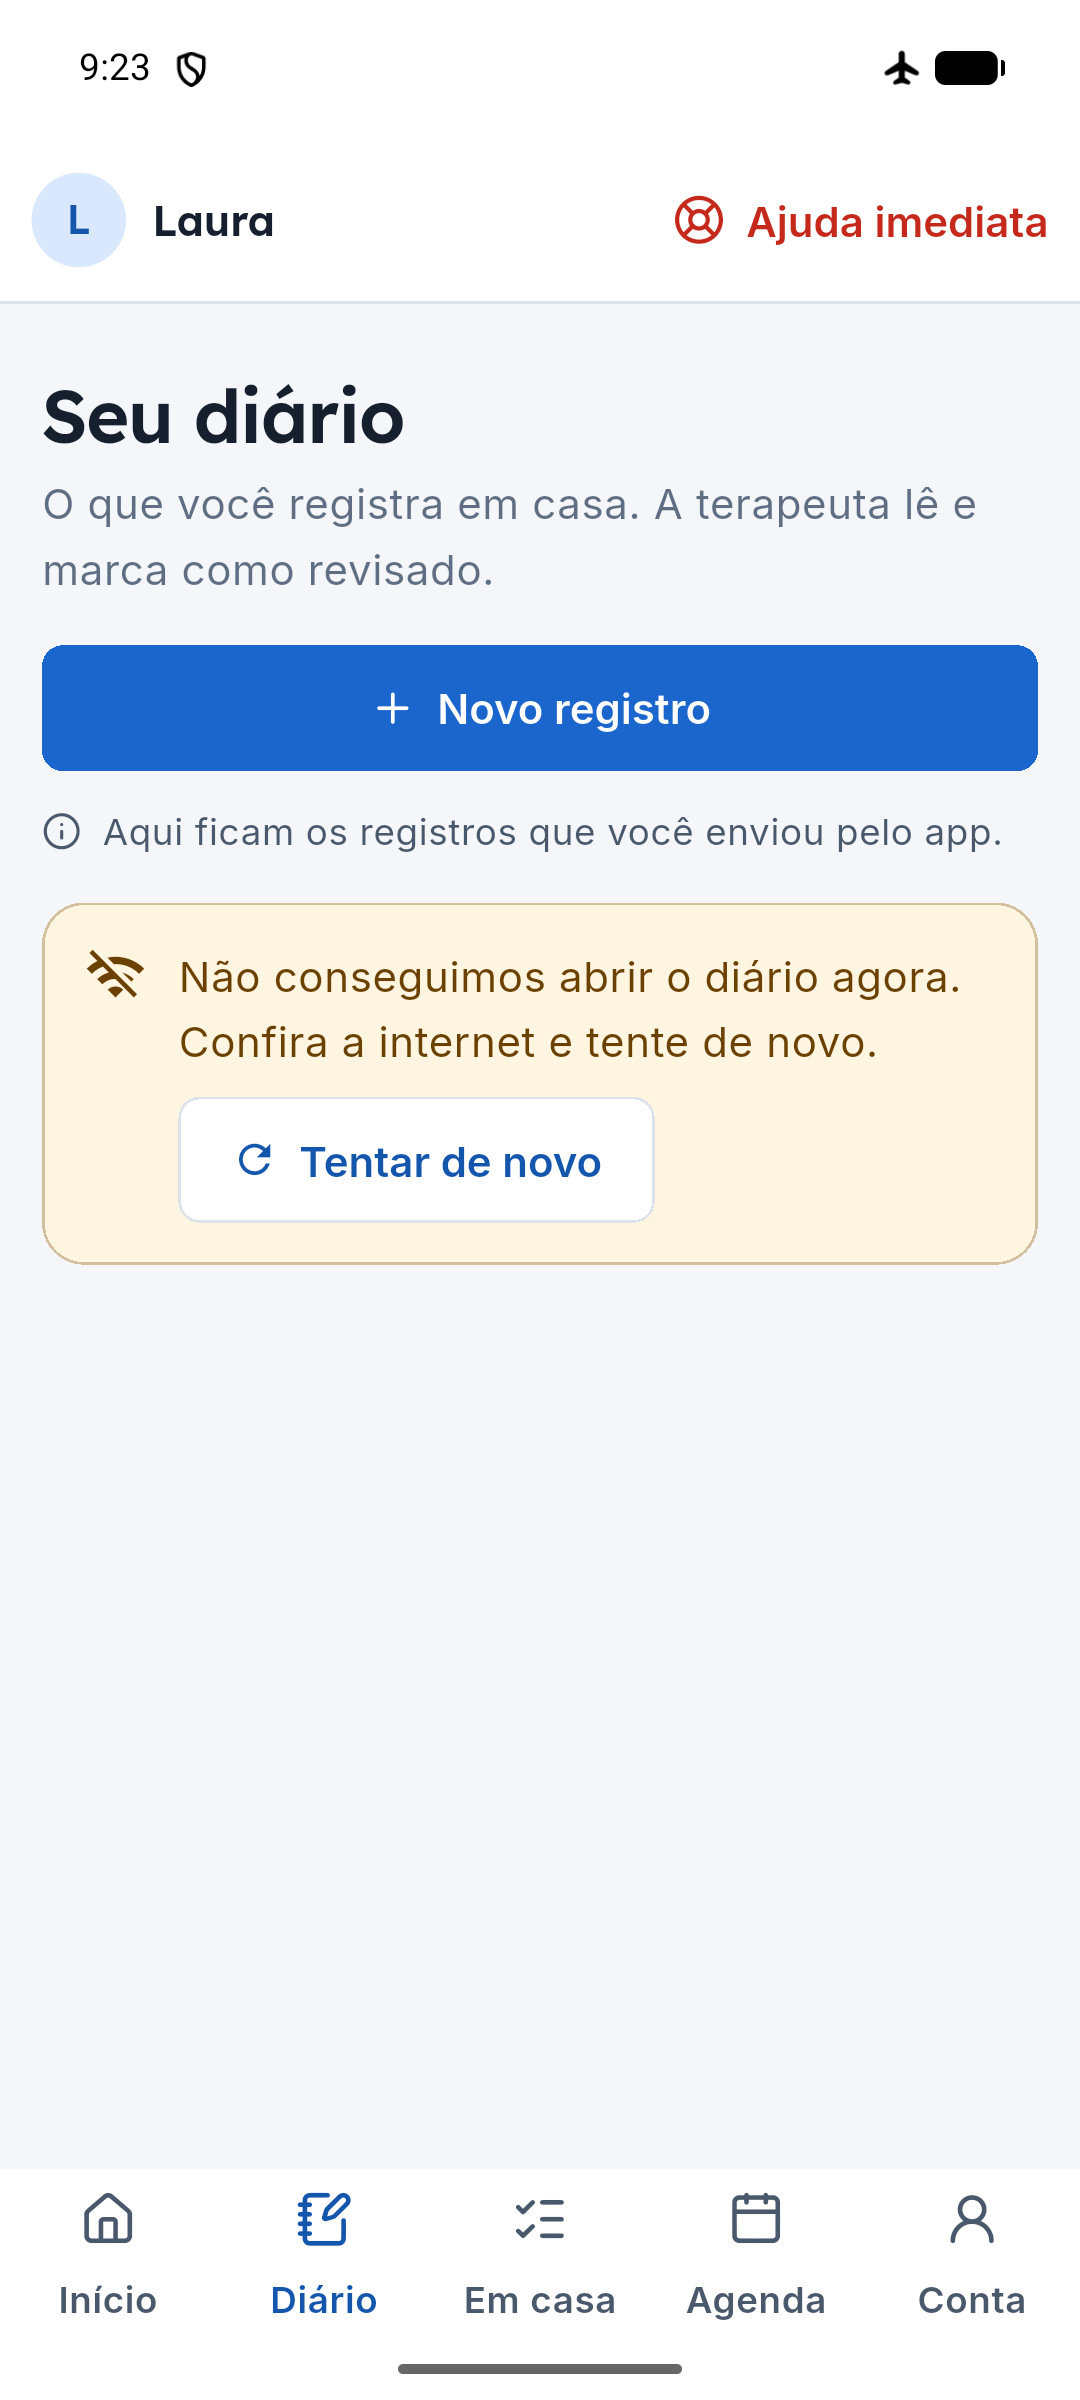 9:23
L
Laura
Ajuda imediata
Seu diário
O que você registra em casa. A terapeuta lê e
marca como revisado.
Novo registro
Aqui ficam os registros que você enviou pelo app.
Não conseguimos abrir o diário agora.
Confira a internet e tente de novo.
Tentar de novo
Início
Diário
Em casa
Agenda
Conta